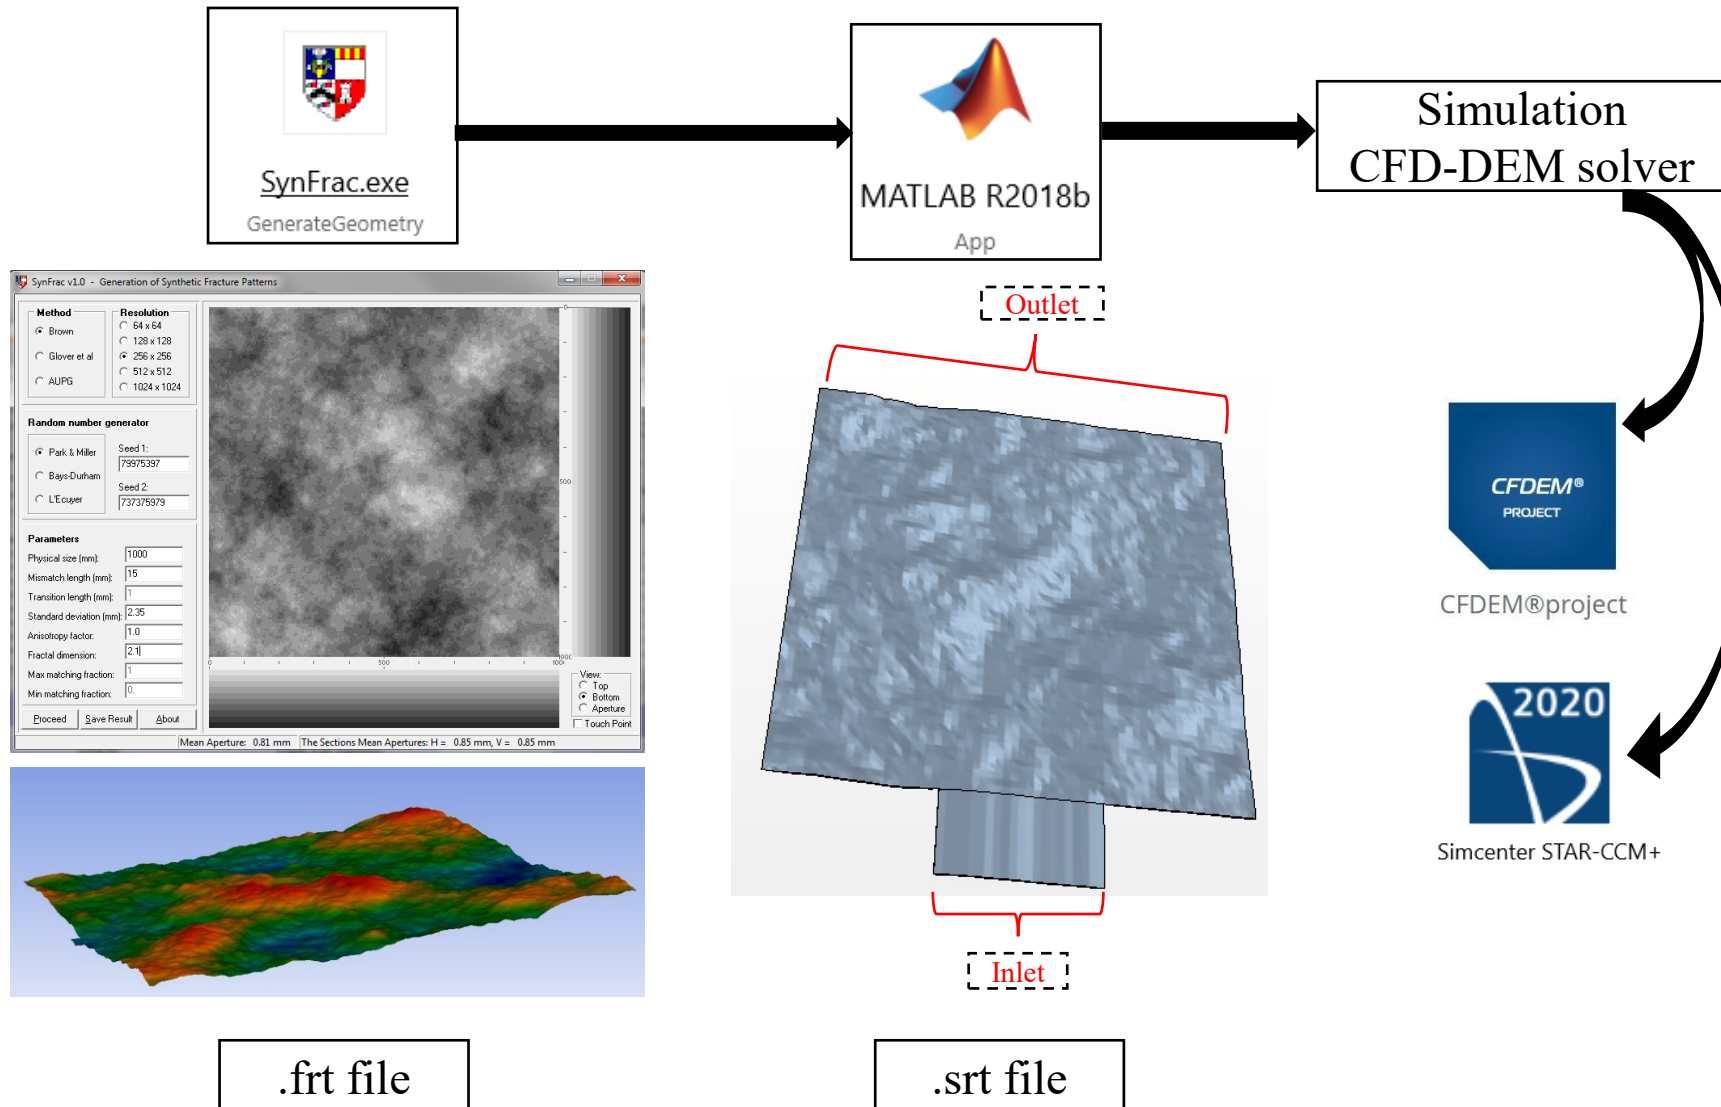 SynFrac.exe
GenerateGeometry
MATLAB R2018b
App
Simulation
CFD-DEM solver
SynFrac v1.0 - Generation of Synthetic Fracture Patterns
Method
Brown
Glover et al
AUPG
Resolution
64 x 64
128 x 128
256 x 256
512 x 512
1024 x 1024
Random number generator
Park & Miller
Bays-Durham
L'Ecuyer
Seed 1:
79975397
Seed 2:
737375979
Parameters
Physical size (mm): 1000
Mismatch length (mm): 15
Transition length (mm): 1
Standard deviation (mm): 2.35
Anisotropy factor: 1.0
Fractal dimension: 2.1
Max matching fraction: 1
Min matching fraction: 0.
Proceed Save Result About
0
500
1000
0 500 100
View:
Top
Bottom
Aperture
Touch Point
Mean Aperture: 0.81 mm The Sections Mean Apertures: H = 0.85 mm, V = 0.85 mm
Outlet
Inlet
CFDEM®
PROJECT
CFDEM®project
2020
Simcenter STAR-CCM+
.frt file
.srt file